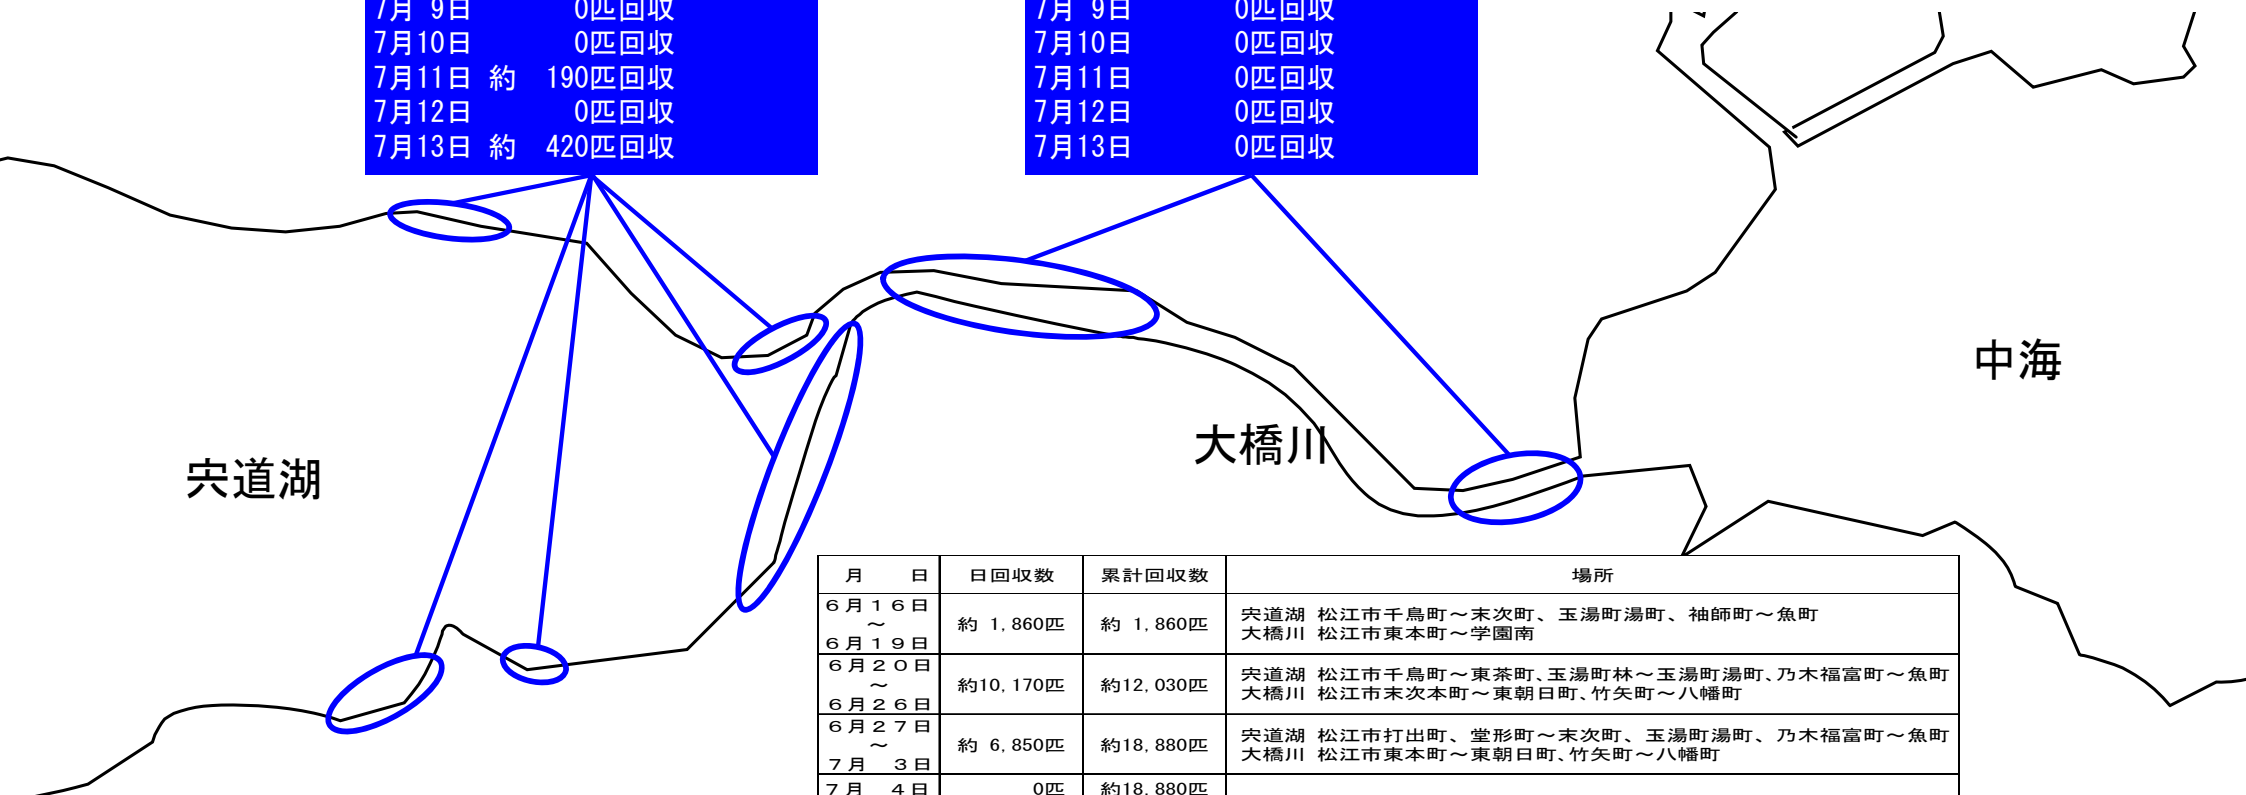 7月 9日 0匹回収
7月10日 0匹回収
7月11日 約 190匹回収
7月12日 0匹回収
7月13日 約 420匹回収
7月 9日 0匹回収
7月10日 0匹回収
7月11日 0匹回収
7月12日 0匹回収
7月13日 0匹回収
中海
大橋川
宍道湖
月 日 日回収数 累計回収数 場所
6月16日
~
6月19日
約 1,860匹 約 1,860匹
宍道湖 松江市千鳥町~末次町、玉湯町湯町、袖師町~魚町
大橋川 松江市東本町~学園南
6月20日
~
6月26日
約10,170匹 約12,030匹
宍道湖 松江市千鳥町~東茶町、玉湯町林~玉湯町湯町、乃木福富町~魚町
大橋川 松江市末次本町~東朝日町、竹矢町~八幡町
6月27日
~
7月 3日
約 6,850匹 約18,880匹
宍道湖 松江市打出町、堂形町~末次町、玉湯町湯町、乃木福富町~魚町
大橋川 松江市東本町~東朝日町、竹矢町~八幡町
7月 4日 0匹 約18,880匹